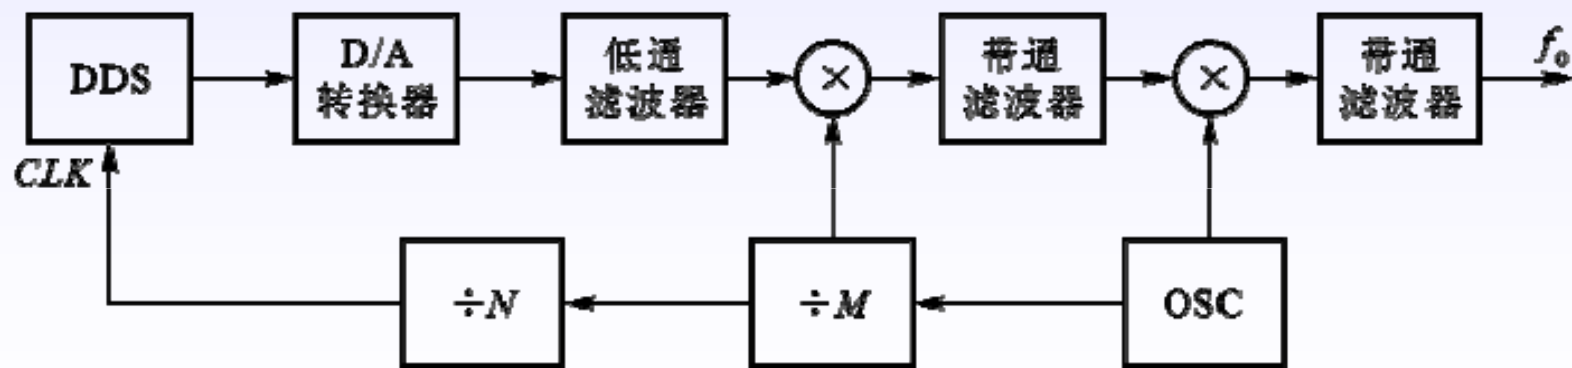 DDS
D/A
转换器
低通
滤波器
×
带通
滤波器
×
带通
滤波器
f₀
CLK
÷N
÷M
OSC